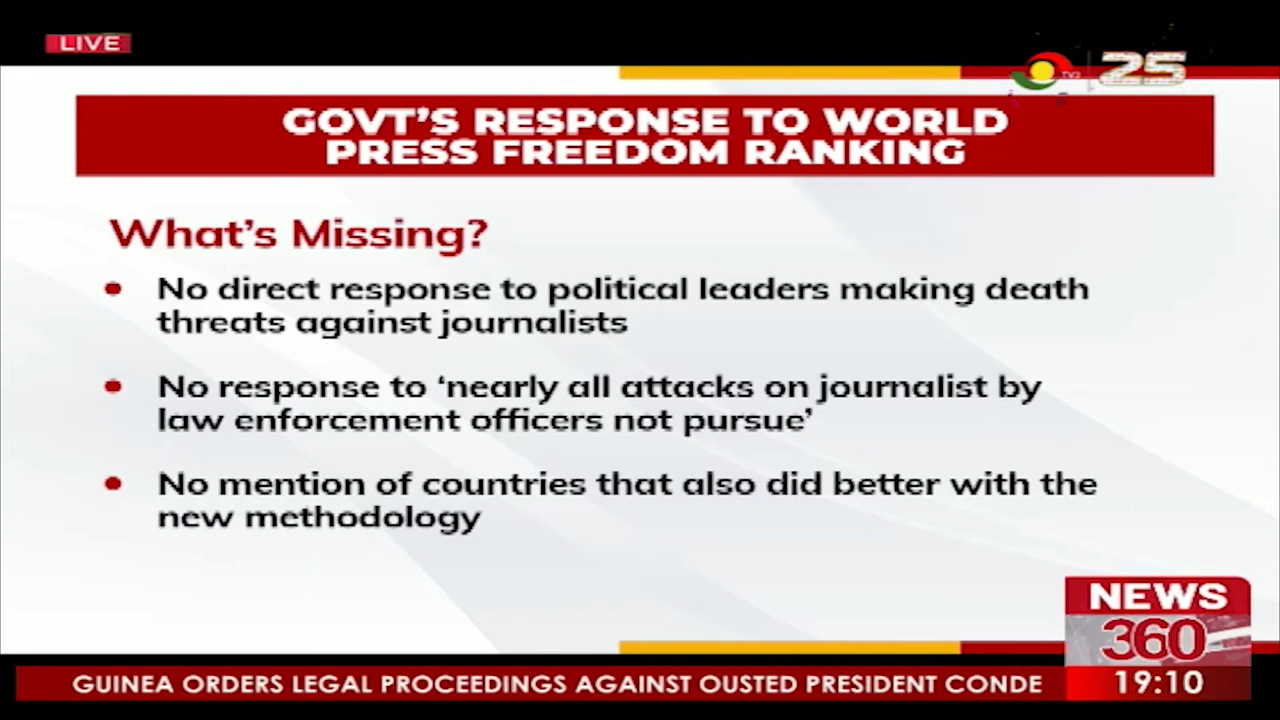 LIVE
TV3
25
GOVT'S RESPONSE TO WORLD
PRESS FREEDOM RANKING
What's Missing?
No direct response to political leaders making death
threats against journalists
No response to ‘nearly all attacks on journalist by
law enforcement officers not pursue’
No mention of countries that also did better with the
new methodology
NEWS
360
GUINEA ORDERS LEGAL PROCEEDINGS AGAINST OUSTED PRESIDENT CONDE
19:10